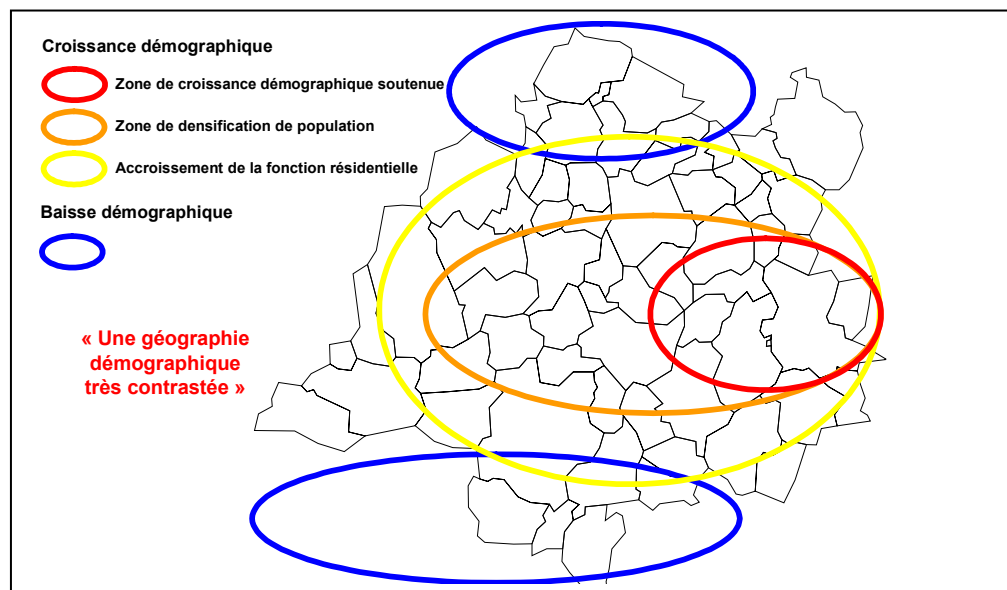 Croissance démographique
Zone de croissance démographique soutenue
Zone de densification de population
Accroissement de la fonction résidentielle
Baisse démographique
« Une géographie
démographique
très contrastée »